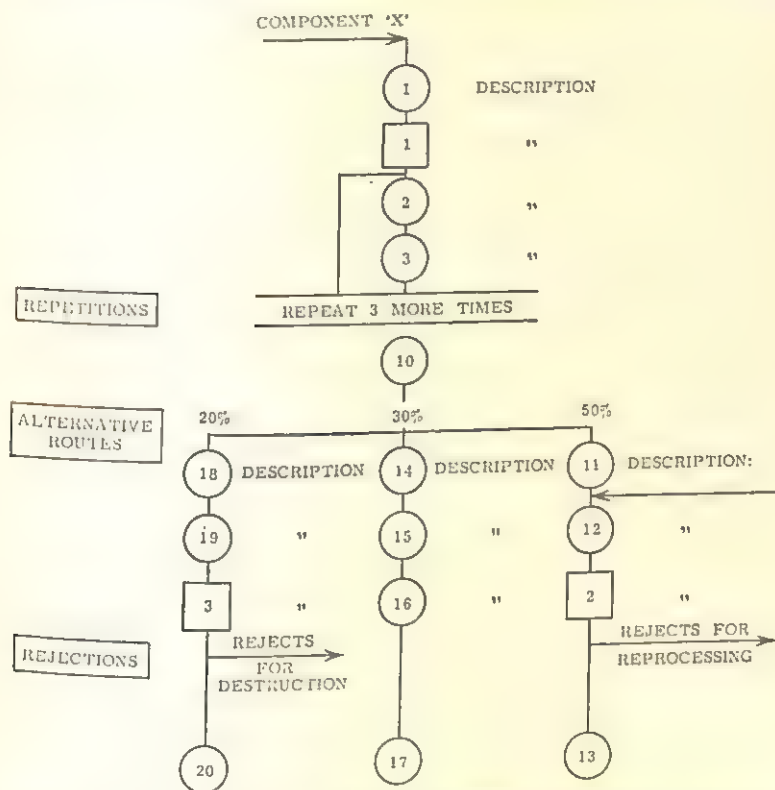 COMPONENT 'X'
1 DESCRIPTION
1 "
2 "
3 "
REPETITIONS
REPEAT 3 MORE TIMES
10
ALTERNATIVE
ROUTES
20% 30% 50%
18 DESCRIPTION 14 DESCRIPTION 11 DESCRIPTION:
19 " 15 " 12 "
3 " 16 " 2 "
REJECTIONS
REJECTS
FOR
DESTRUCTION
REJECTS FOR
REPROCESSING
20 17 13